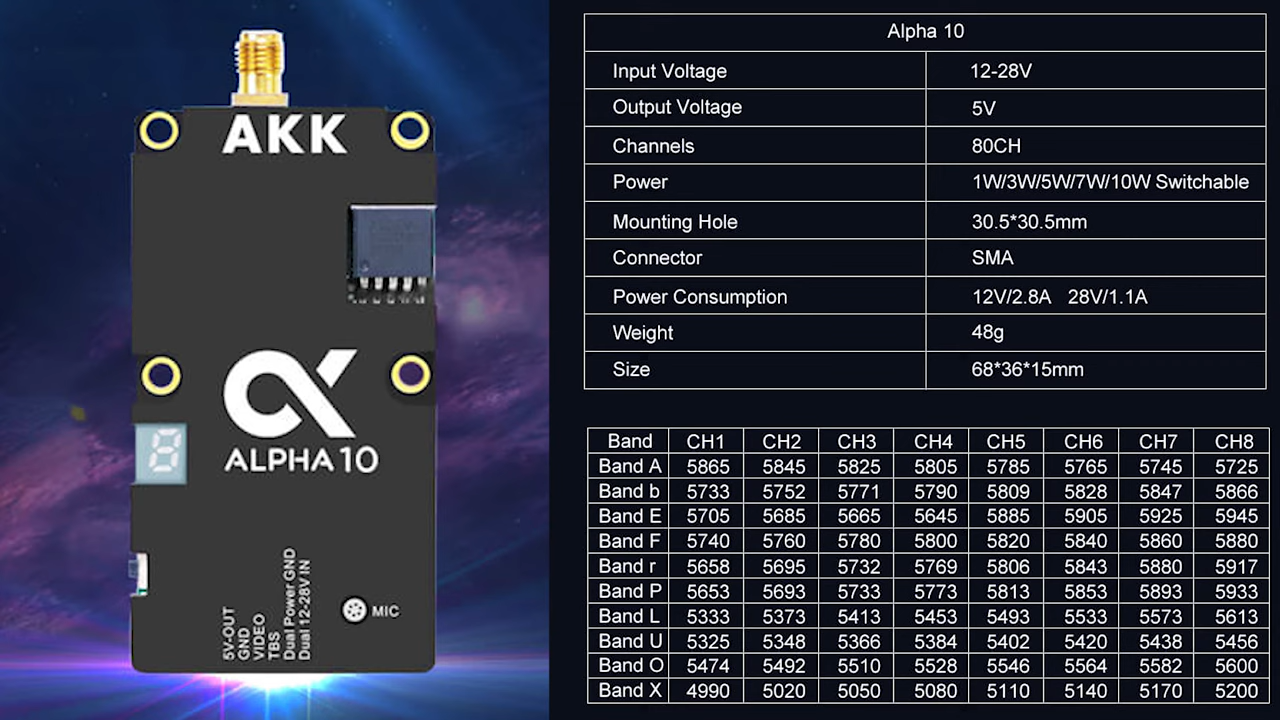 AKK
ALPHA 10
5V-OUT
GND
VIDEO
TBS
Dual Power GND
Dual 12-28V IN
MIC
Alpha 10
Input Voltage 12-28V
Output Voltage 5V
Channels 80CH
Power 1W/3W/5W/7W/10W Switchable
Mounting Hole 30.5*30.5mm
Connector SMA
Power Consumption 12V/2.8A 28V/1.1A
Weight 48g
Size 68*36*15mm
Band CH1 CH2 CH3 CH4 CH5 CH6 CH7 CH8
Band A 5865 5845 5825 5805 5785 5765 5745 5725
Band b 5733 5752 5771 5790 5809 5828 5847 5866
Band E 5705 5685 5665 5645 5885 5905 5925 5945
Band F 5740 5760 5780 5800 5820 5840 5860 5880
Band r 5658 5695 5732 5769 5806 5843 5880 5917
Band P 5653 5693 5733 5773 5813 5853 5893 5933
Band L 5333 5373 5413 5453 5493 5533 5573 5613
Band U 5325 5348 5366 5384 5402 5420 5438 5456
Band O 5474 5492 5510 5528 5546 5564 5582 5600
Band X 4990 5020 5050 5080 5110 5140 5170 5200